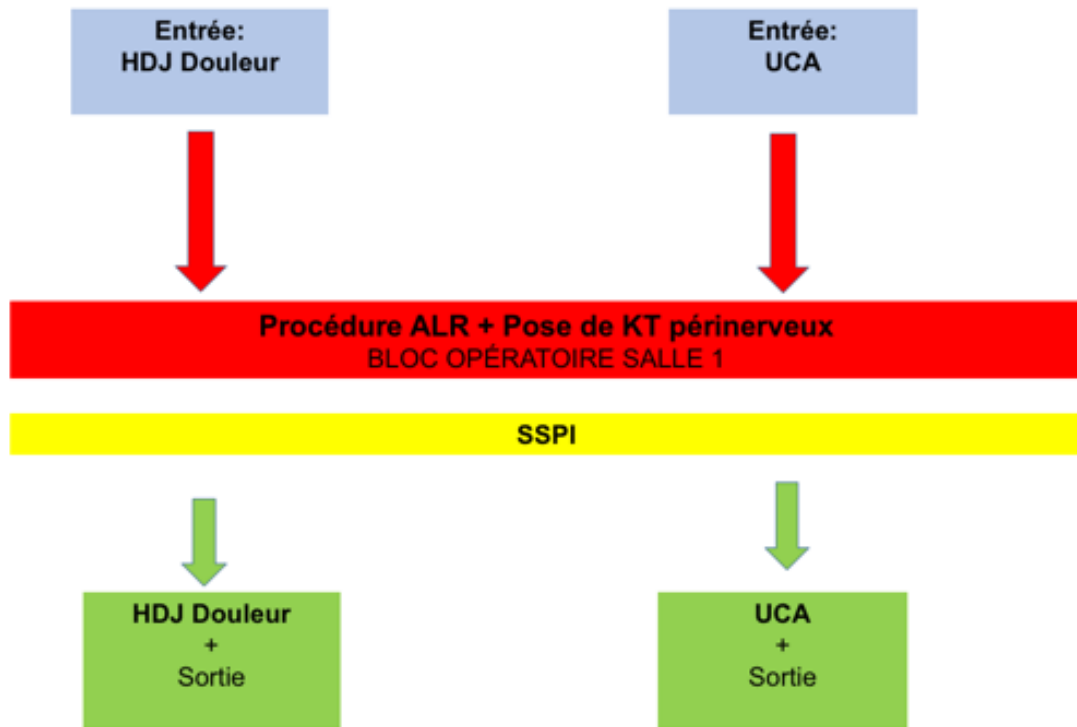 Entrée:
HDJ Douleur
Entrée:
UCA
Procédure ALR + Pose de KT périnerveux
BLOC OPÉRATOIRE SALLE 1
SSPI
HDJ Douleur
+
Sortie
UCA
+
Sortie